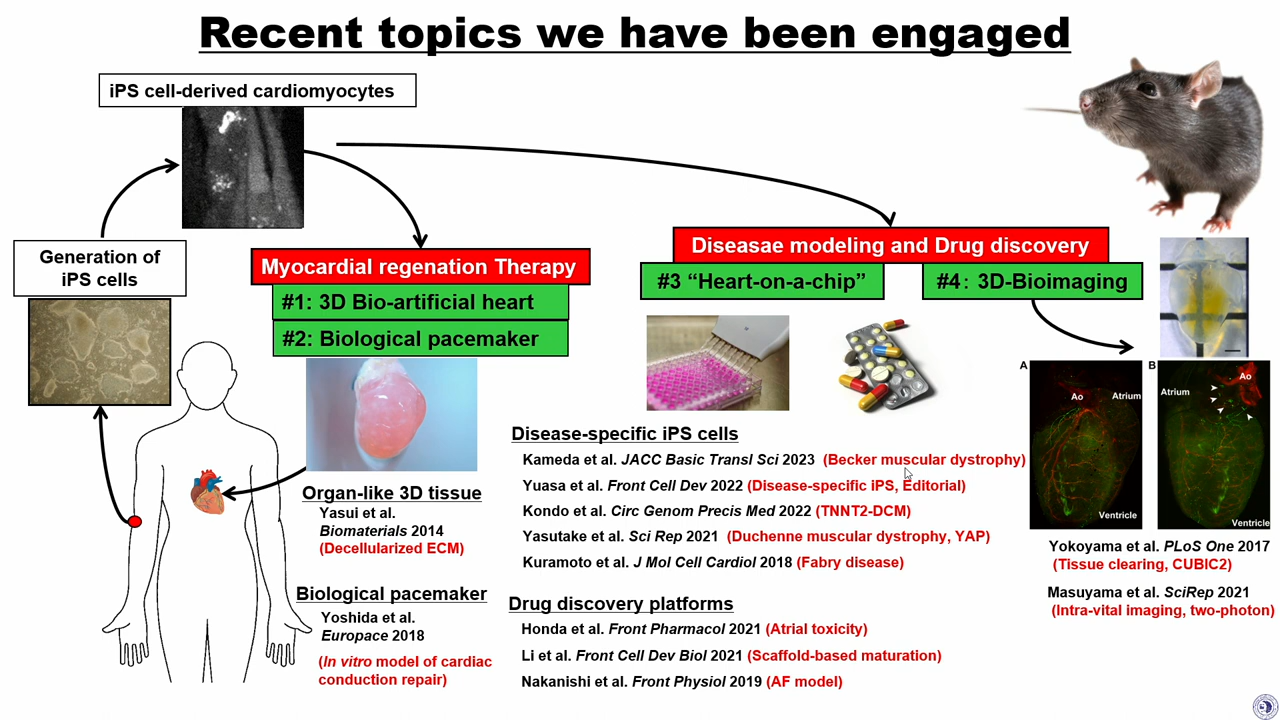 Recent topics we have been engaged
iPS cell-derived cardiomyocytes
Generation of
iPS cells
Myocardial regenation Therapy
#1: 3D Bio-artificial heart
#2: Biological pacemaker
Organ-like 3D tissue
Yasui et al.
Biomaterials 2014
(Decellularized ECM)
Biological pacemaker
Yoshida et al.
Europace 2018
(In vitro model of cardiac
conduction repair)
Diseasae modeling and Drug discovery
#3 “Heart-on-a-chip”
#4: 3D-Bioimaging
Disease-specific iPS cells
Kameda et al. JACC Basic Transl Sci 2023 (Becker muscular dystrophy)
Yuasa et al. Front Cell Dev 2022 (Disease-specific iPS, Editorial)
Kondo et al. Circ Genom Precis Med 2022 (TNNT2-DCM)
Yasutake et al. Sci Rep 2021 (Duchenne muscular dystrophy, YAP)
Kuramoto et al. J Mol Cell Cardiol 2018 (Fabry disease)
Drug discovery platforms
Honda et al. Front Pharmacol 2021 (Atrial toxicity)
Li et al. Front Cell Dev Biol 2021 (Scaffold-based maturation)
Nakanishi et al. Front Physiol 2019 (AF model)
A
Ao
Atrium
Ventricle
B
Ao
Atrium
Ventricle
Yokoyama et al. PLoS One 2017
(Tissue clearing, CUBIC2)
Masuyama et al. SciRep 2021
(Intra-vital imaging, two-photon)